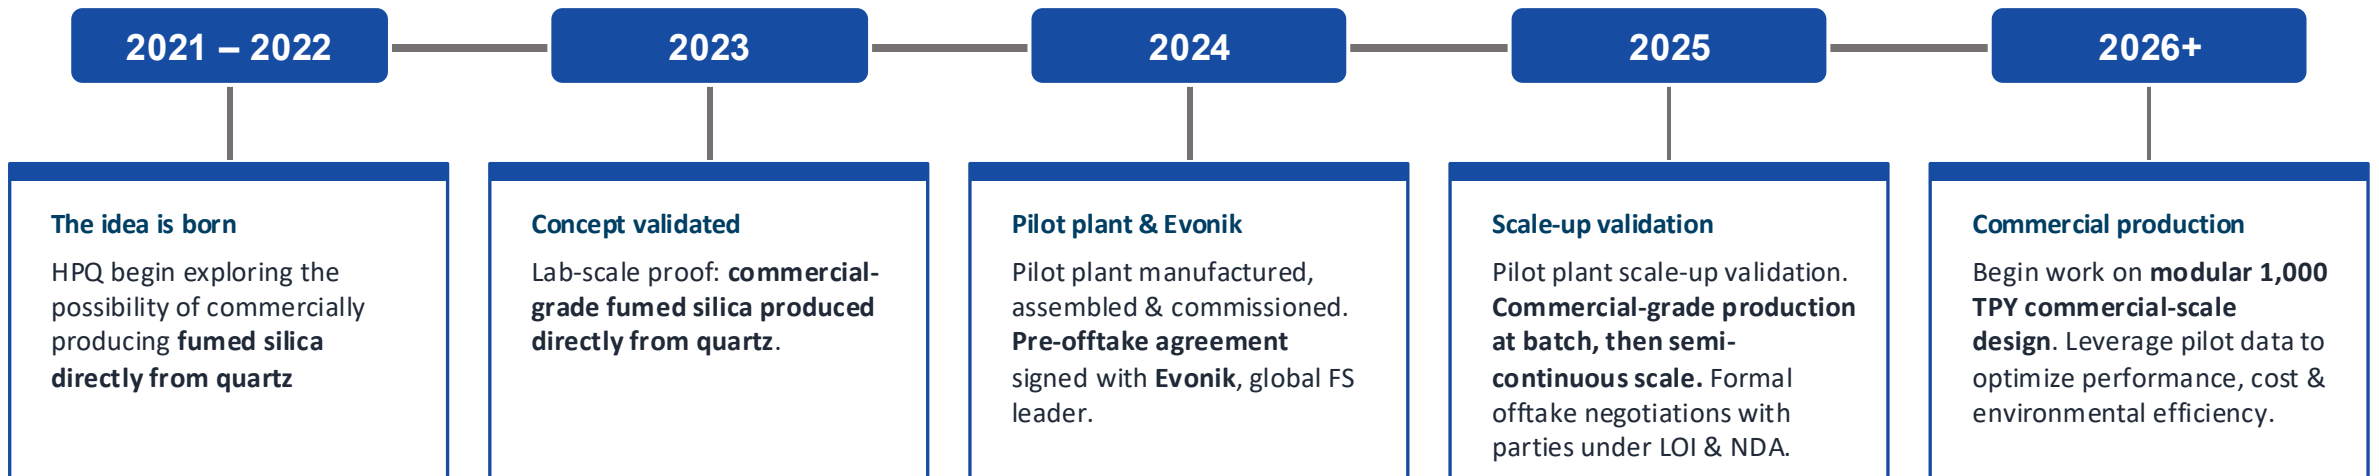 2021 – 2022
2023
2024
2025
2026+
The idea is born
HPQ begin exploring the
possibility of commercially
producing fumed silica
directly from quartz
Concept validated
Lab-scale proof: commercial-
grade fumed silica produced
directly from quartz.
Pilot plant & Evonik
Pilot plant manufactured,
assembled & commissioned.
Pre-offtake agreement
signed with Evonik, global FS
leader.
Scale-up validation
Pilot plant scale-up validation.
Commercial-grade production
at batch, then semi-
continuous scale. Formal
offtake negotiations with
parties under LOI & NDA.
Commercial production
Begin work on modular 1,000
TPY commercial-scale
design. Leverage pilot data to
optimize performance, cost &
environmental efficiency.